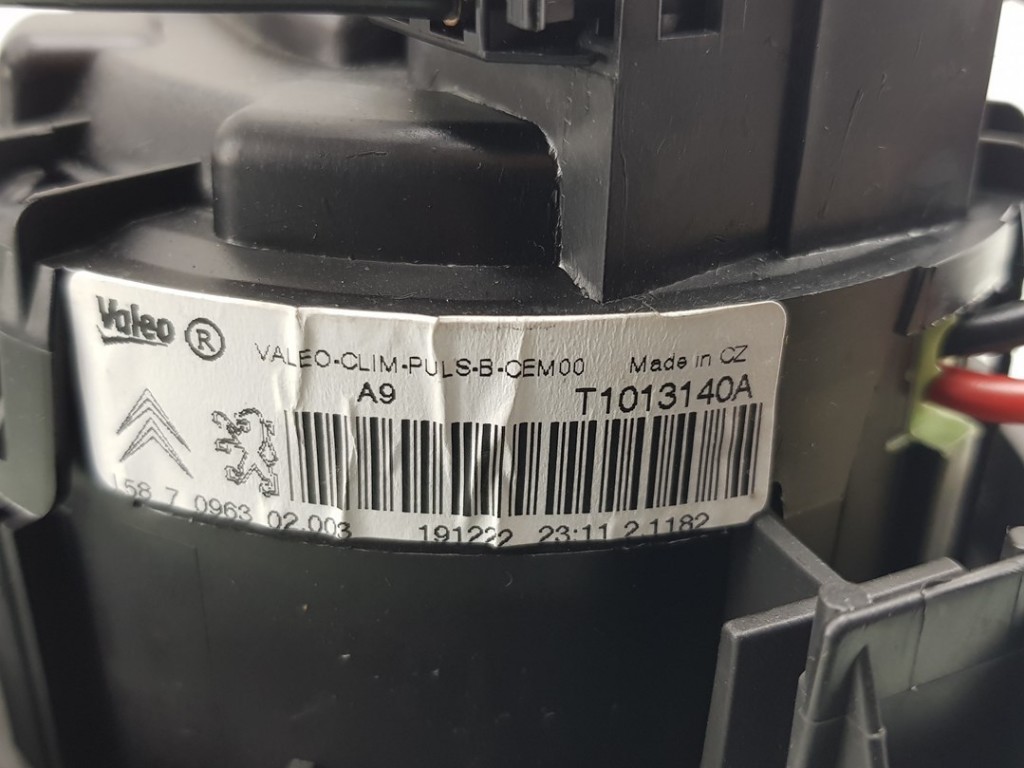 Valeo ®
VALEO-CLIM-PULS-B-CEM00 Made in CZ
A9 T1013140A
158 7 0963 02 003 191222 23:11 2 1182